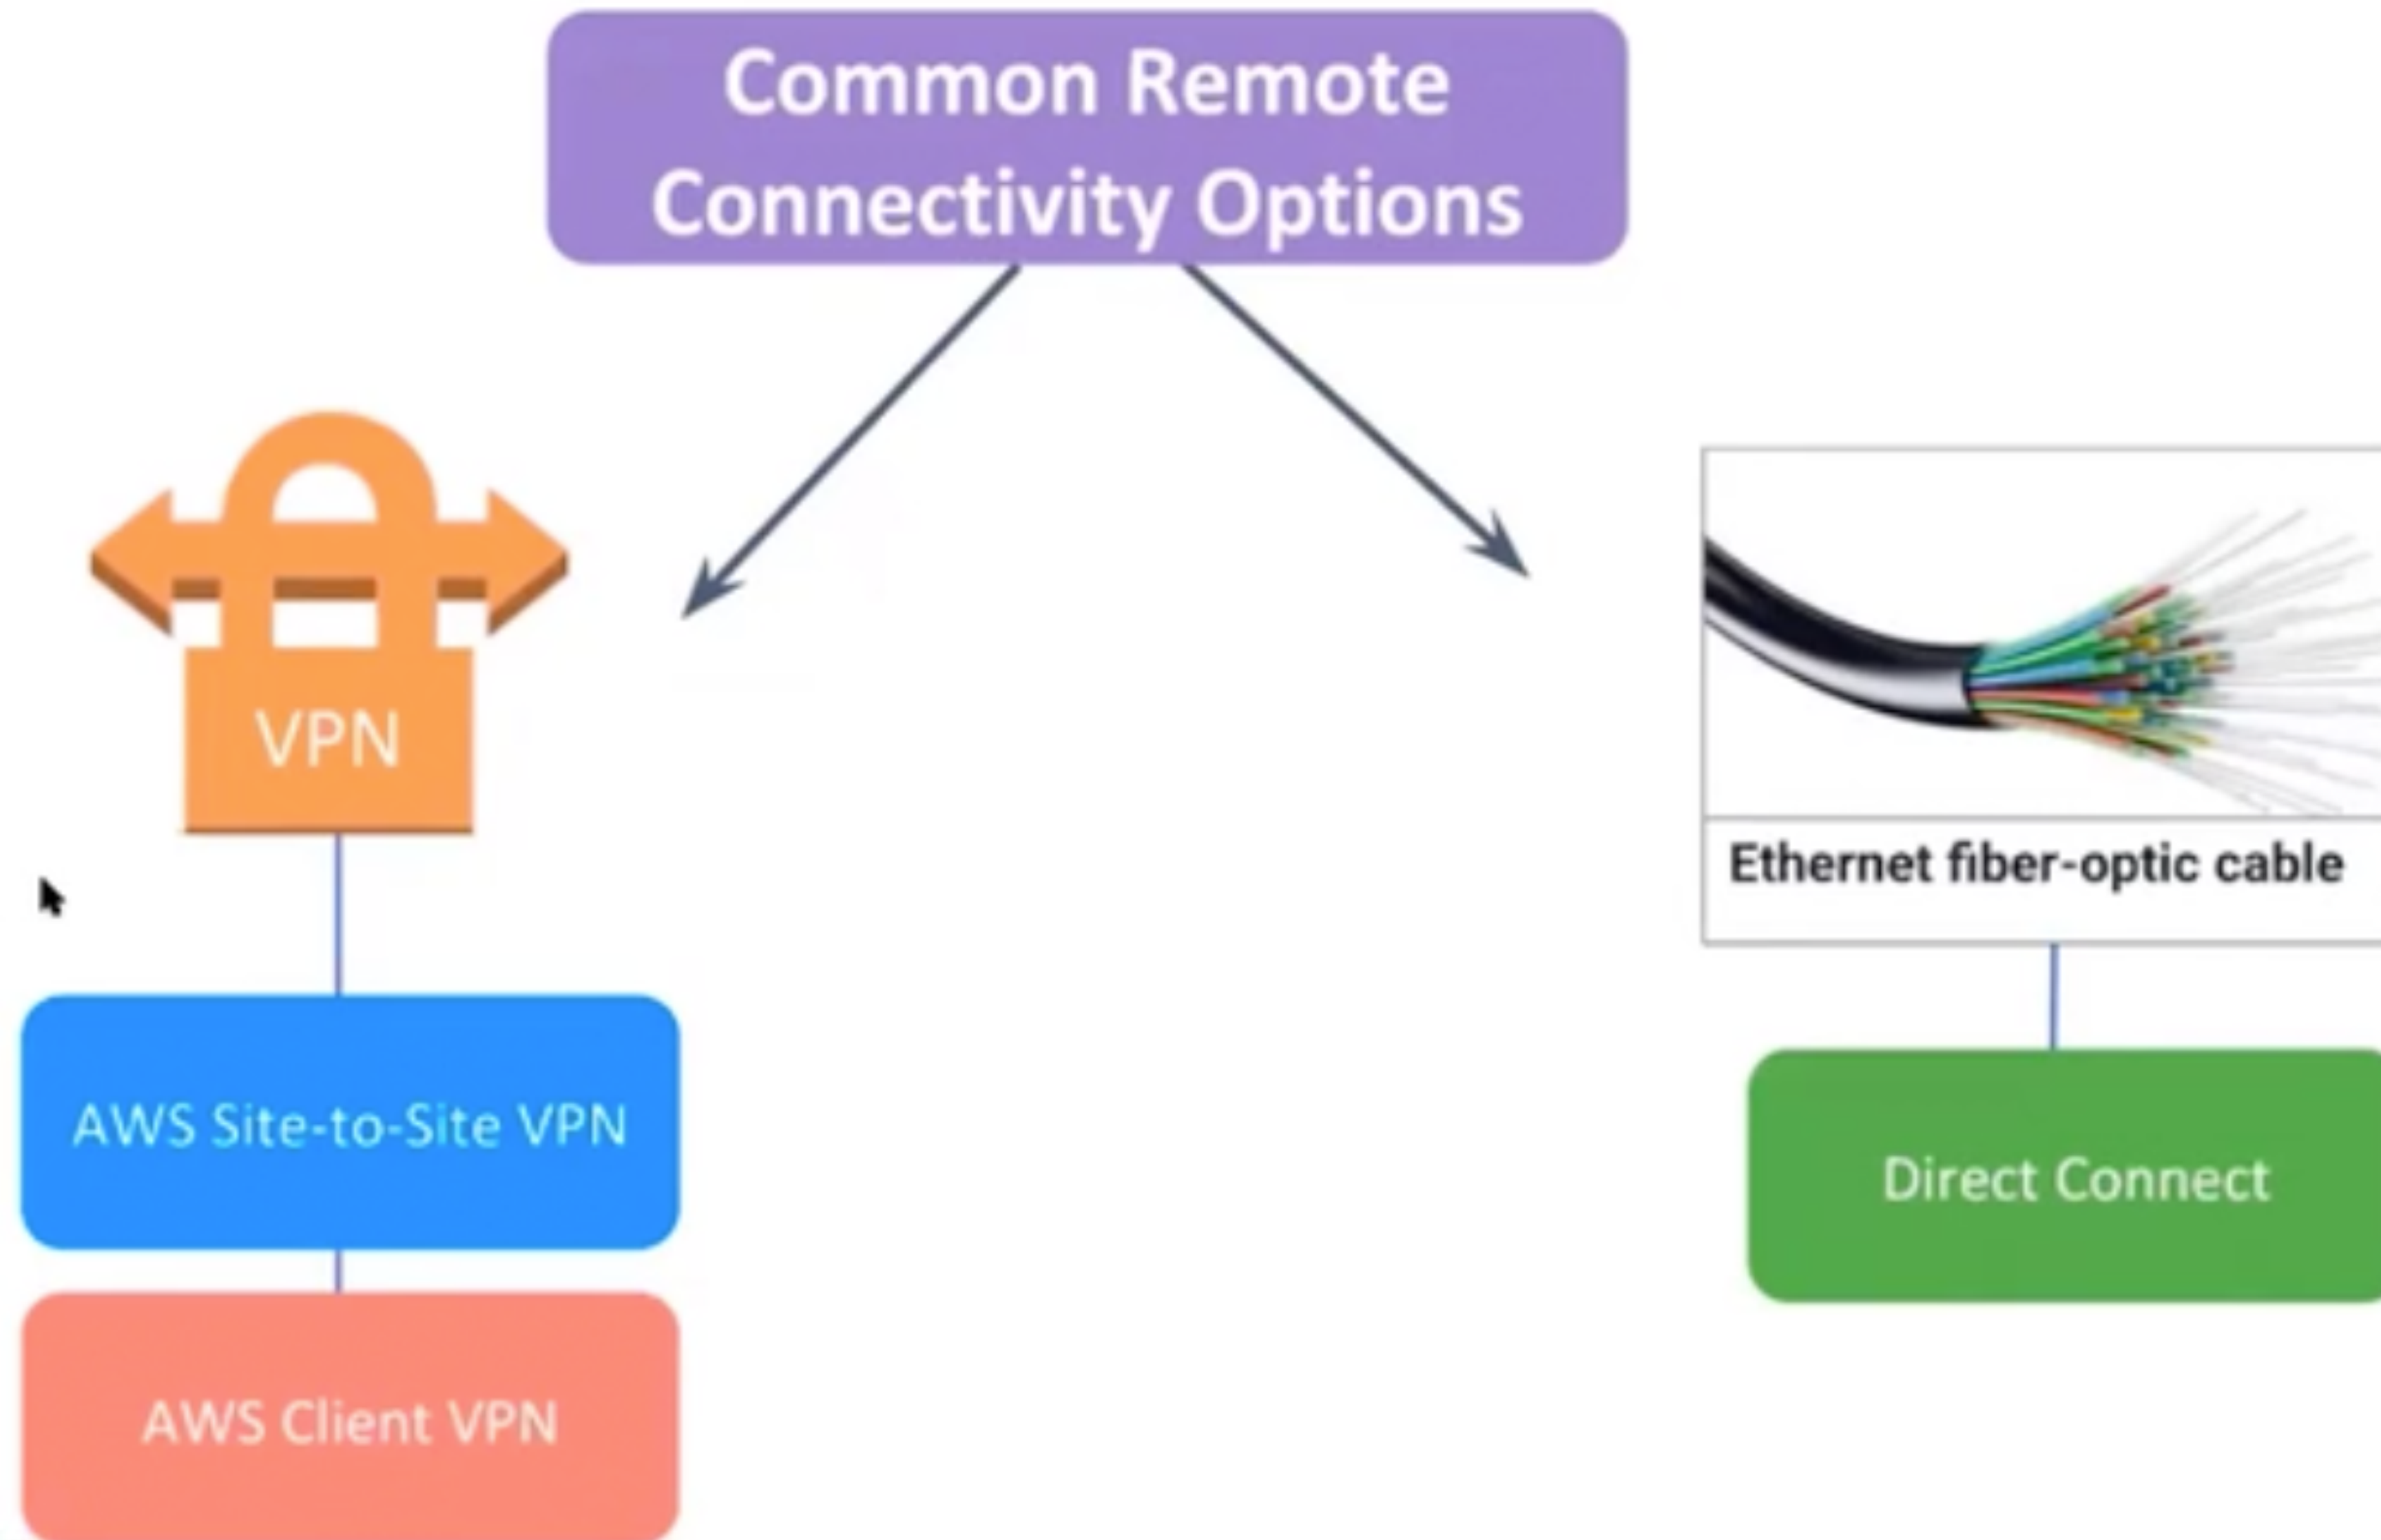 Common Remote
Connectivity Options
VPN
Ethernet fiber-optic cable
AWS Site-to-Site VPN
Direct Connect
AWS Client VPN